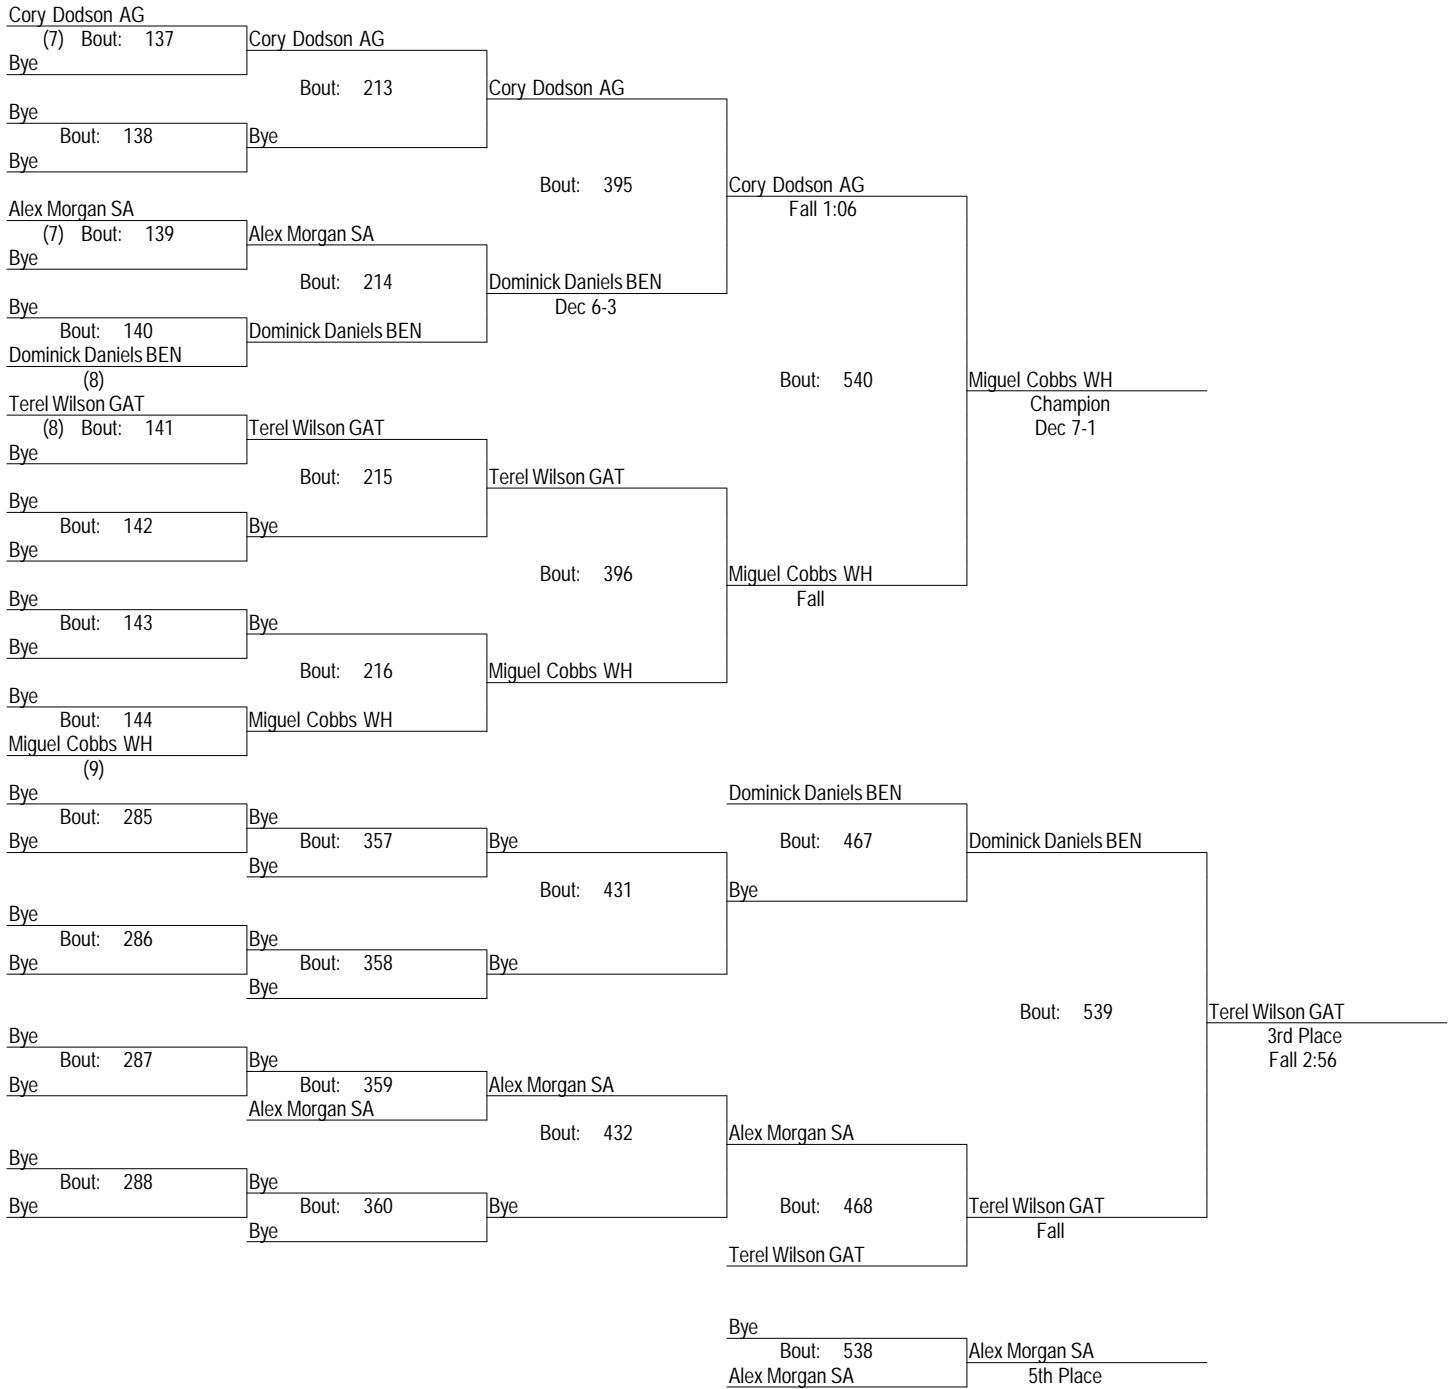 Cory Dodson AG
(7) Bout: 137 Cory Dodson AG
Bye
Bout: 213 Cory Dodson AG
Bye
Bout: 138 Bye
Bye
Bout: 395 Cory Dodson AG
Fall 1:06
Alex Morgan SA
(7) Bout: 139 Alex Morgan SA
Bye
Bout: 214 Dominick Daniels BEN
Dec 6-3
Bye
Bout: 140 Dominick Daniels BEN
Dominick Daniels BEN
(8)
Bout: 540 Miguel Cobbs WH
Champion
Dec 7-1
Terel Wilson GAT
(8) Bout: 141 Terel Wilson GAT
Bye
Bout: 215 Terel Wilson GAT
Bye
Bout: 142 Bye
Bye
Bout: 396 Miguel Cobbs WH
Fall
Bye
Bout: 143 Bye
Bye
Bout: 216 Miguel Cobbs WH
Bye
Bout: 144 Miguel Cobbs WH
Miguel Cobbs WH
(9)
Bye Dominick Daniels BEN
Bout: 285 Bye
Bye Bout: 357 Bye Bout: 467 Dominick Daniels BEN
Bye
Bout: 431 Bye
Bye
Bout: 286 Bye
Bye Bout: 358 Bye
Bye
Bout: 539 Terel Wilson GAT
3rd Place
Fall 2:56
Bye
Bout: 287 Bye
Bye Bout: 359 Alex Morgan SA
Alex Morgan SA
Bout: 432 Alex Morgan SA
Bye
Bout: 288 Bye
Bye Bout: 360 Bye Bout: 468 Terel Wilson GAT
Bye Fall
Terel Wilson GAT
Bye
Bout: 538 Alex Morgan SA
Alex Morgan SA 5th Place